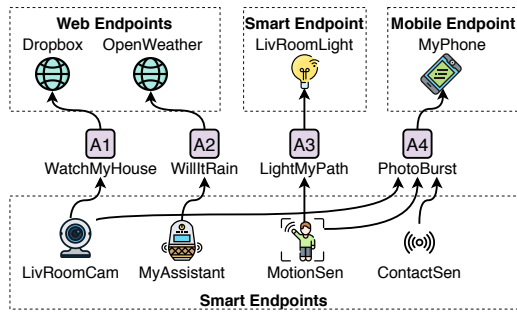 Web Endpoints
Smart Endpoint
Mobile Endpoint
Dropbox
OpenWeather
LivRoomLight
MyPhone
A1
A2
A3
A4
WatchMyHouse
WillItRain
LightMyPath
PhotoBurst
LivRoomCam
MyAssistant
MotionSen
ContactSen
Smart Endpoints